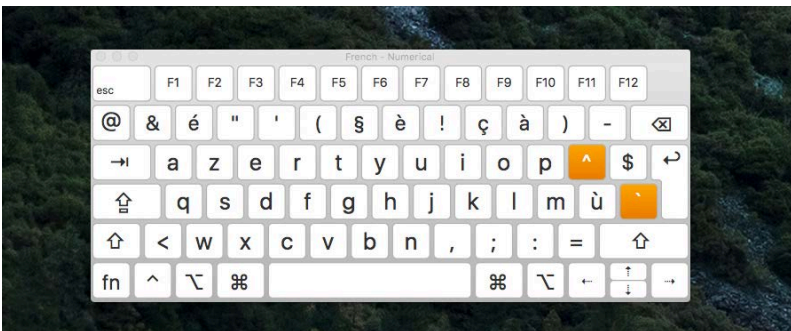 French - Numerical
esc F1 F2 F3 F4 F5 F6 F7 F8 F9 F10 F11 F12
@ & é " ' ( § è ! ç à ) - ⌫
⇥ a z e r t y u i o p ^ $ ↩
⇪ q s d f g h j k l m ù `
⇧ < w x c v b n , ; : = ⇧
fn ^ ⌥ ⌘ ⌘ ⌥ ← ↑ ↓ →